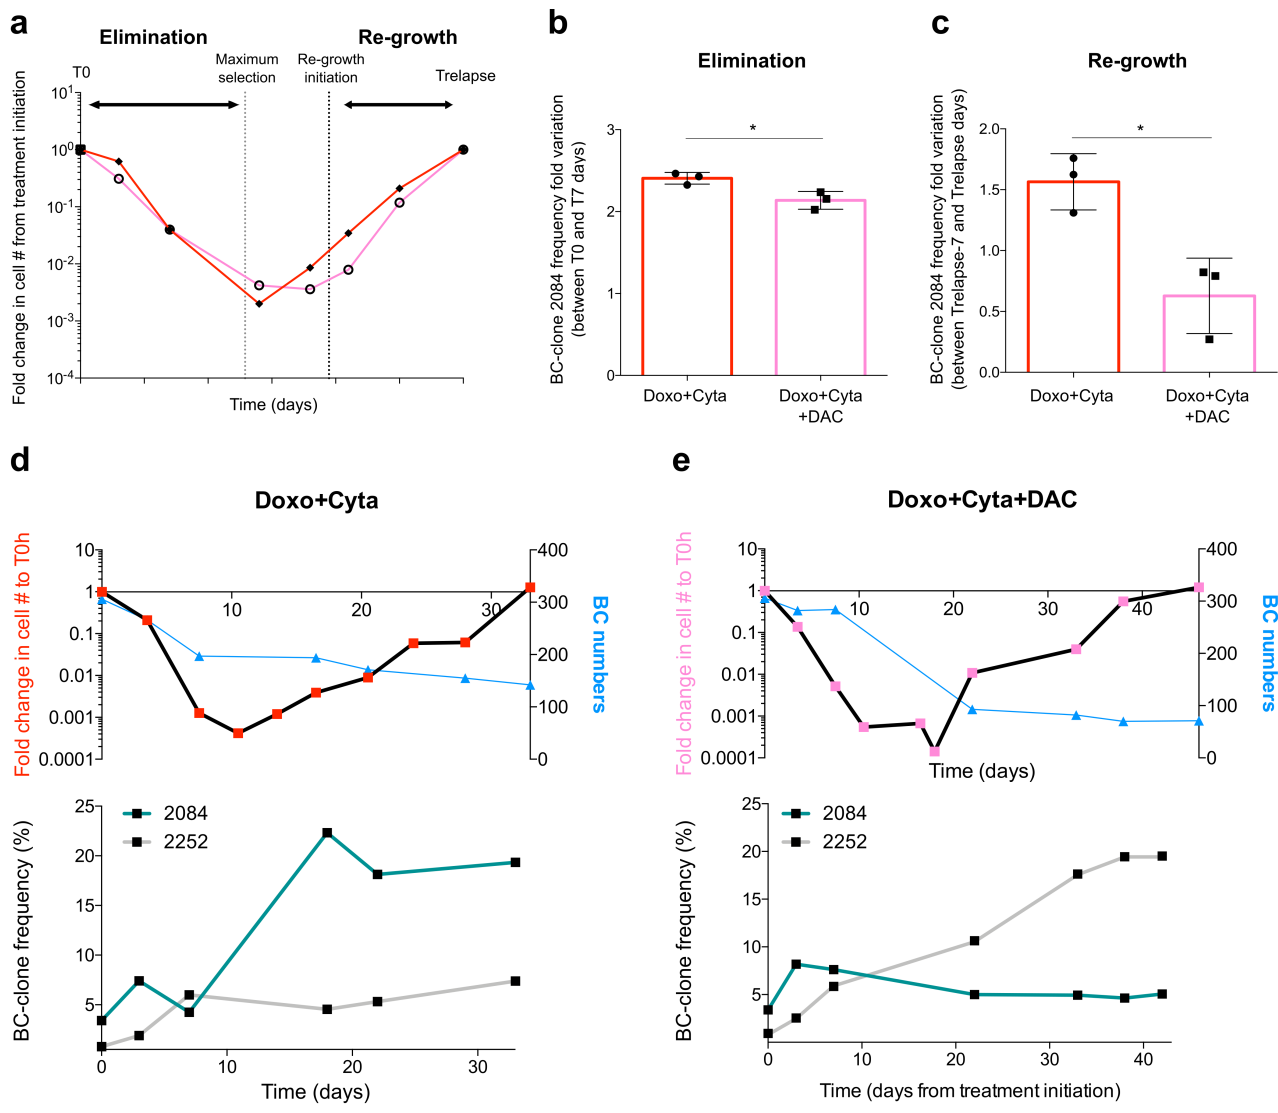 a
Elimination
Re-growth
T0
Maximum
selection
Re-growth
initiation
Trelapse
Fold change in cell # from treatment initiation
10¹
10⁰
10⁻¹
10⁻²
10⁻³
10⁻⁴
Time (days)
b
Elimination
BC-clone 2084 frequency fold variation
(between T0 and T7 days)
3
2
1
0
*
Doxo+Cyta
Doxo+Cyta
+DAC
c
Re-growth
BC-clone 2084 frequency fold variation
(between Trelapse-7 and Trelapse days)
2.0
1.5
1.0
0.5
0.0
*
Doxo+Cyta
Doxo+Cyta
+DAC
d
Doxo+Cyta
Fold change in cell # to T0h
10
1
0.1
0.01
0.001
0.0001
10 20 30
400
300
200
100
0
BC numbers
BC-clone frequency (%)
25
20
15
10
5
2084
2252
0 10 20 30
Time (days)
e
Doxo+Cyta+DAC
Fold change in cell # to T0h
10
1
0.1
0.01
0.001
0.0001
10 20 30 40
400
300
200
100
0
BC numbers
Time (days)
BC-clone frequency (%)
25
20
15
10
5
2084
2252
0 10 20 30 40
Time (days from treatment initiation)